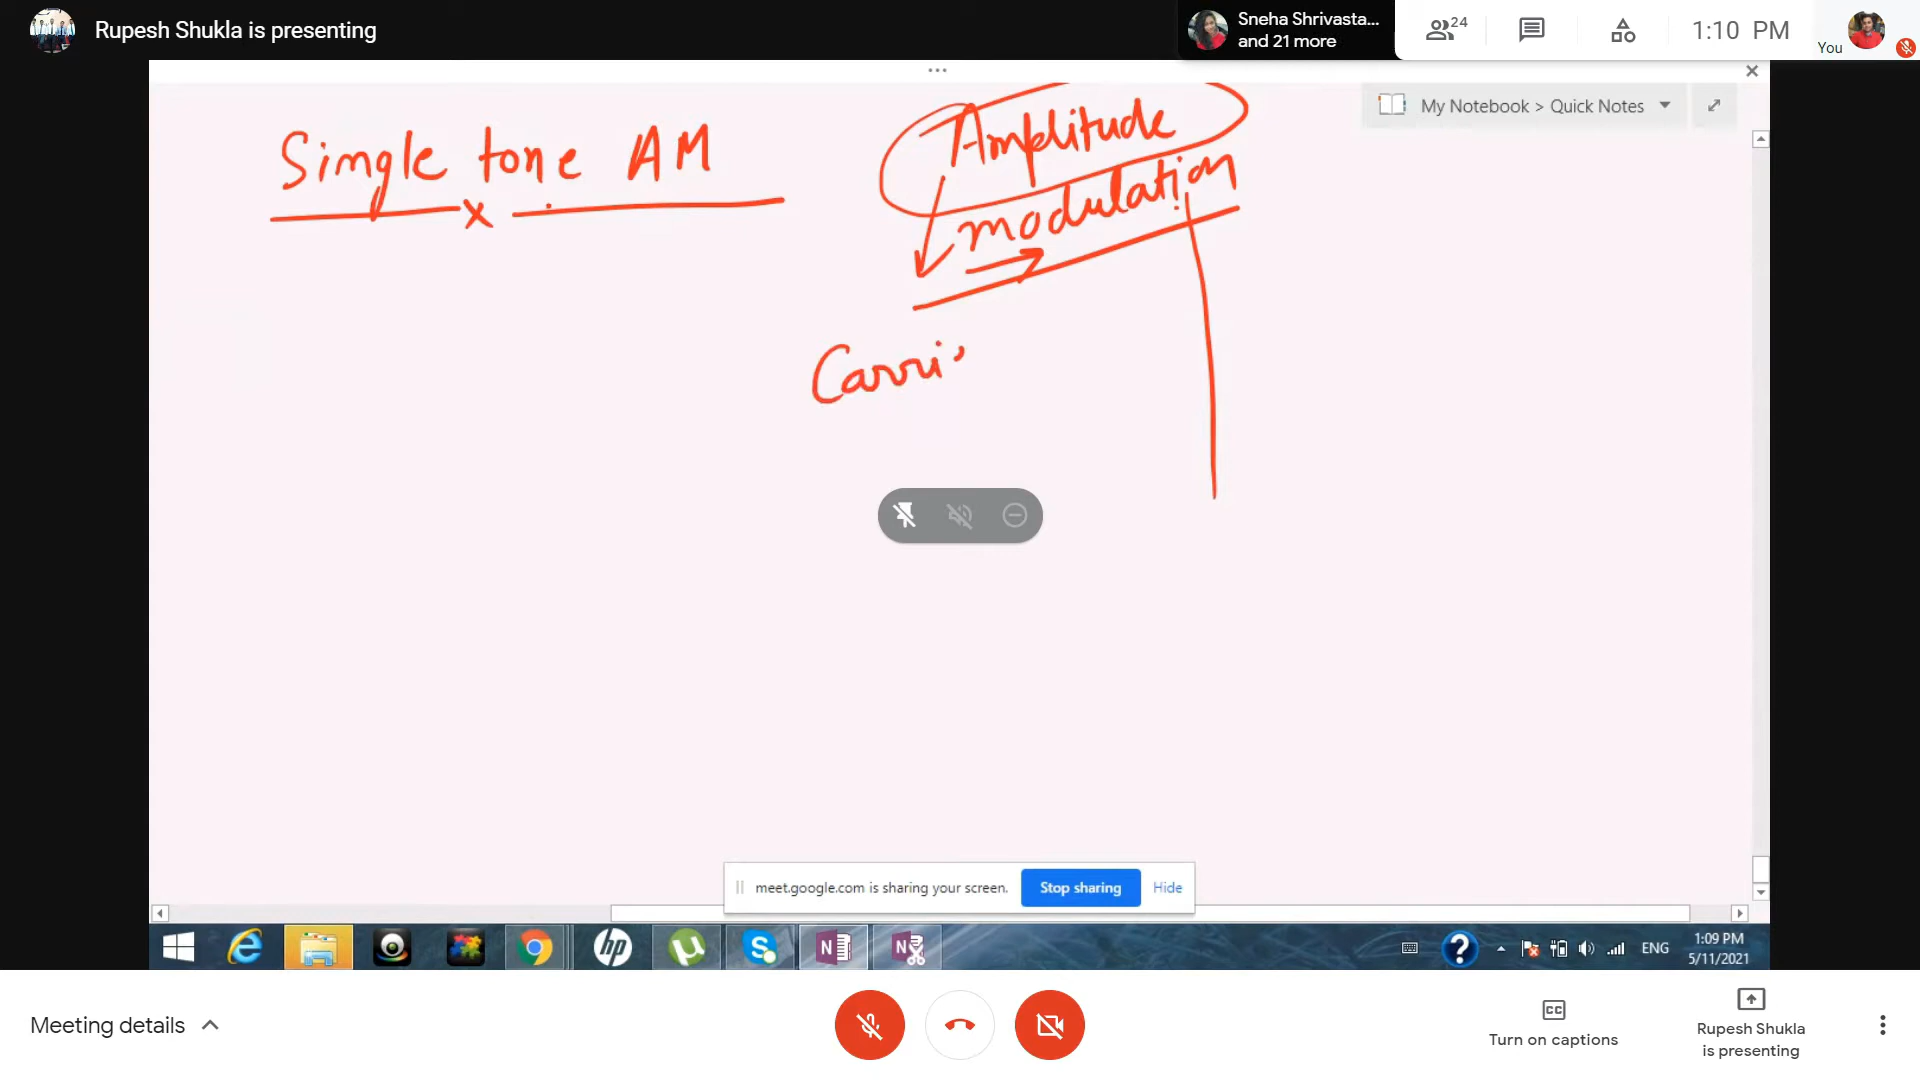 Rupesh Shukla is presenting
Sneha Shrivasta...
and 21 more
24
1:10 PM
You
My Notebook > Quick Notes
Single tone AM
x
Amplitude
modulation
Carri
meet.google.com is sharing your screen.
Stop sharing
Hide
hp
ENG
1:09 PM
5/11/2021
Meeting details
Turn on captions
Rupesh Shukla
is presenting